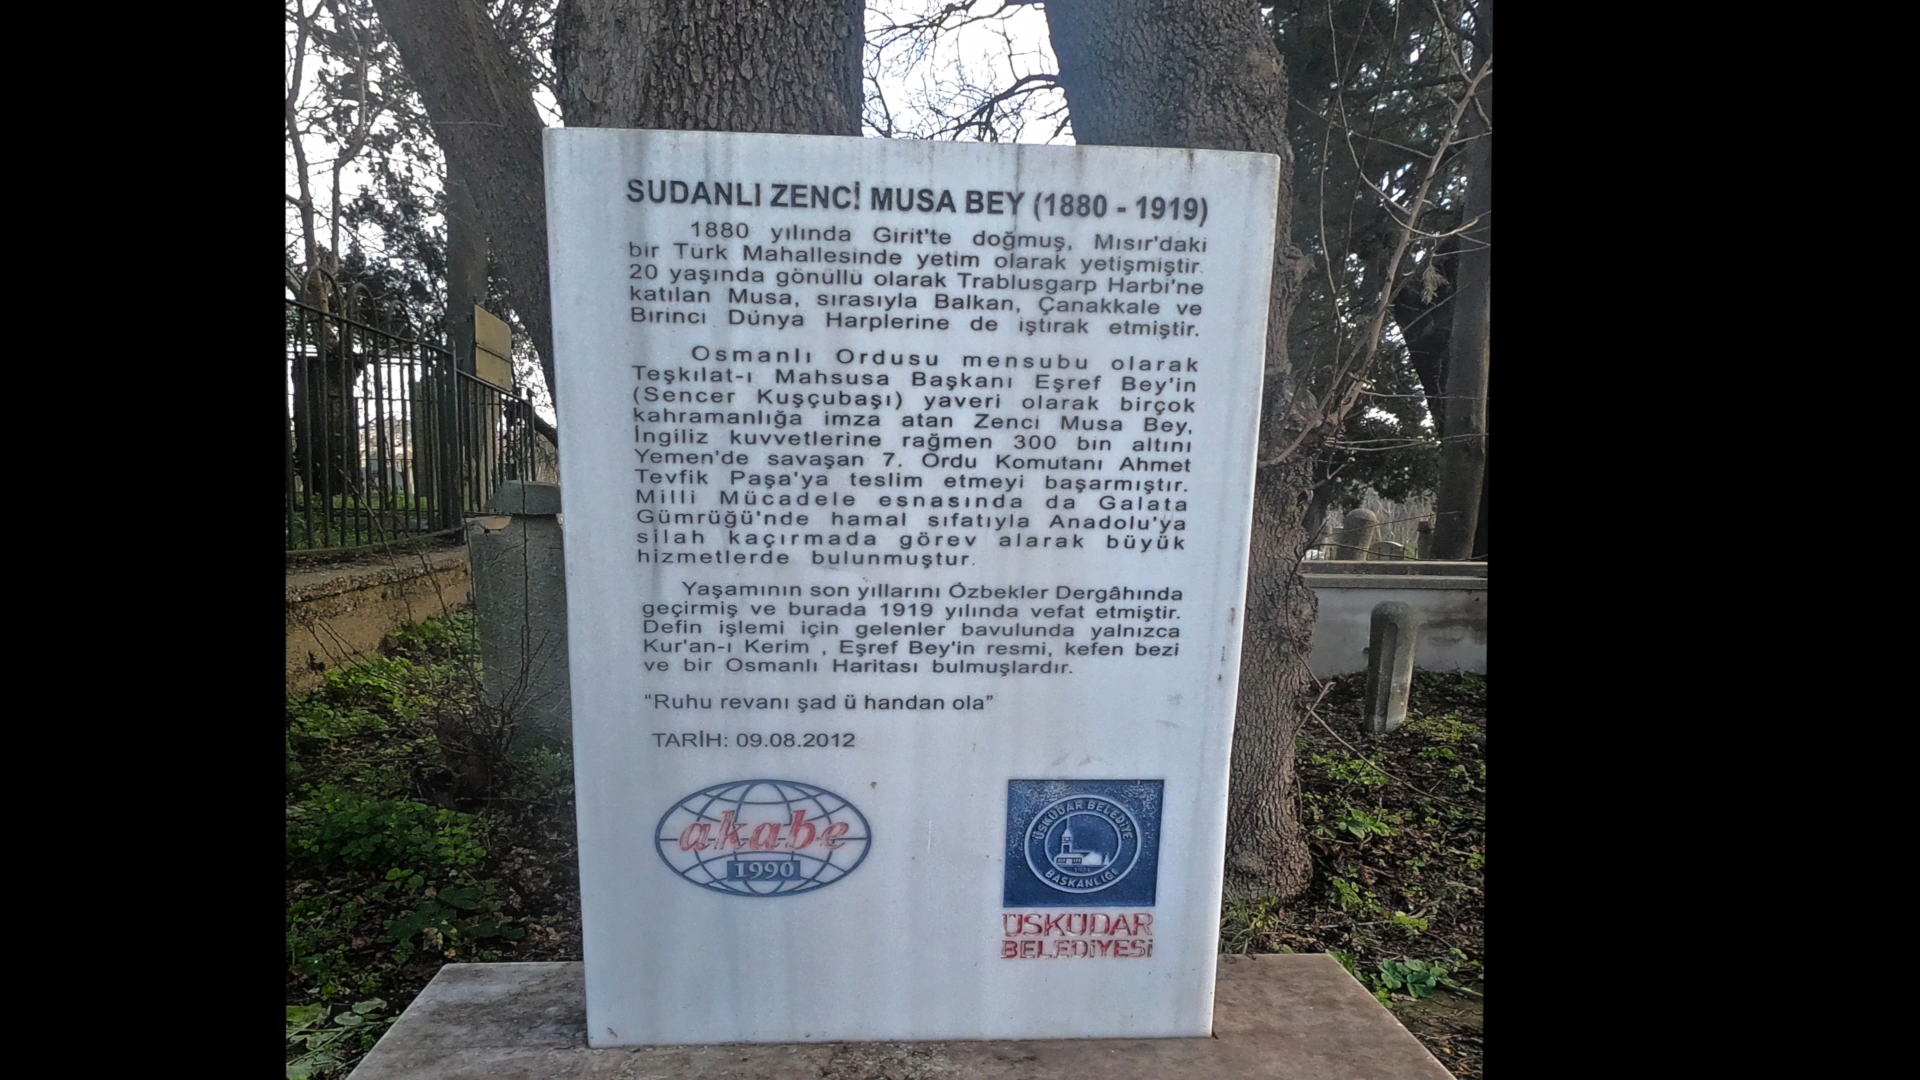 SUDANLI ZENCİ MUSA BEY (1880 - 1919)
1880 yılında Girit'te doğmuş, Mısır'daki
bir Türk Mahallesinde yetim olarak yetişmiştir.
20 yaşında gönüllü olarak Trablusgarp Harbi'ne
katılan Musa, sırasıyla Balkan, Çanakkale ve
Birinci Dünya Harplerine de iştirak etmiştir.
Osmanlı Ordusu mensubu olarak
Teşkilat-ı Mahsusa Başkanı Eşref Bey'in
(Sencer Kuşçubaşı) yaveri olarak birçok
kahramanlığa imza atan Zenci Musa Bey,
İngiliz kuvvetlerine rağmen 300 bin altını
Yemen'de savaşan 7. Ordu Komutanı Ahmet
Tevfik Paşa'ya teslim etmeyi başarmıştır.
Milli Mücadele esnasında da Galata
Gümrüğü'nde hamal sıfatıyla Anadolu'ya
silah kaçırmada görev alarak büyük
hizmetlerde bulunmuştur.
Yaşamının son yıllarını Özbekler Dergâhında
geçirmiş ve burada 1919 yılında vefat etmiştir.
Defin işlemi için gelenler bavulunda yalnızca
Kur'an-ı Kerim , Eşref Bey'in resmi, kefen bezi
ve bir Osmanlı Haritası bulmuşlardır.
“Ruhu revanı şad ü handan ola”
TARİH: 09.08.2012
akabe
1990
ÜSKÜDAR BELEDİYE
BAŞKANLIĞI
ÜSKÜDAR
BELEDİYESİ